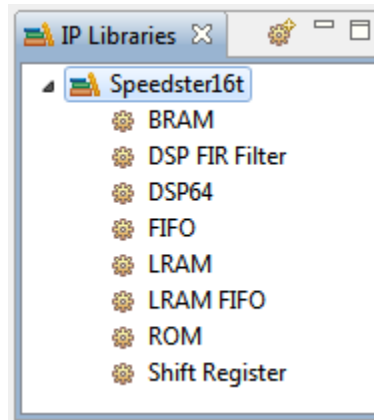 IP Libraries
Speedster16t
BRAM
DSP FIR Filter
DSP64
FIFO
LRAM
LRAM FIFO
ROM
Shift Register